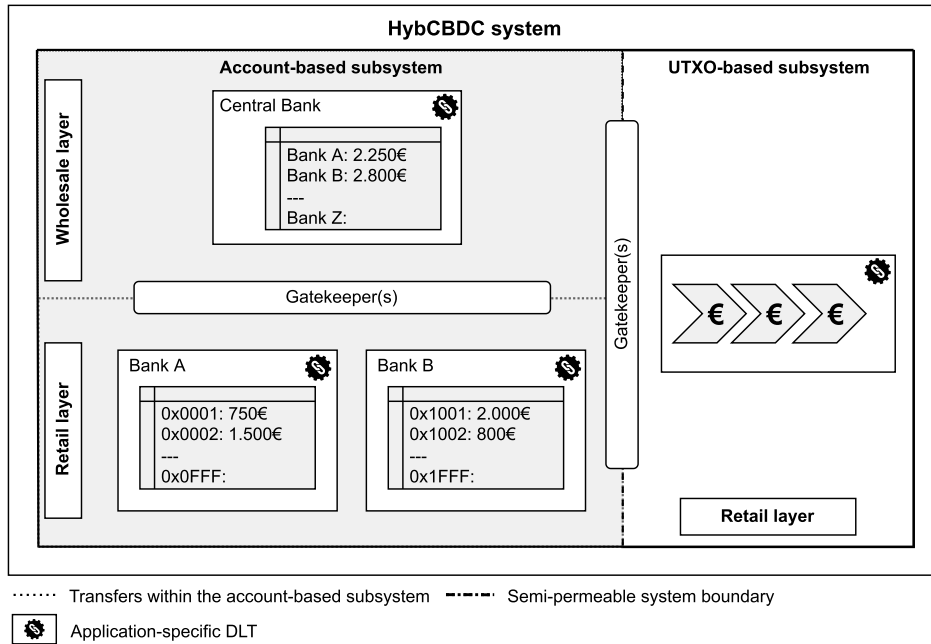 HybCBDC system
Account-based subsystem
UTXO-based subsystem
Wholesale layer
Central Bank
Bank A: 2.250€
Bank B: 2.800€
---
Bank Z:
Gatekeeper(s)
Gatekeeper(s)
€ € €
Retail layer
Bank A
0x0001: 750€
0x0002: 1.500€
---
0x0FFF:
Bank B
0x1001: 2.000€
0x1002: 800€
---
0x1FFF:
Retail layer
Transfers within the account-based subsystem
Semi-permeable system boundary
Application-specific DLT